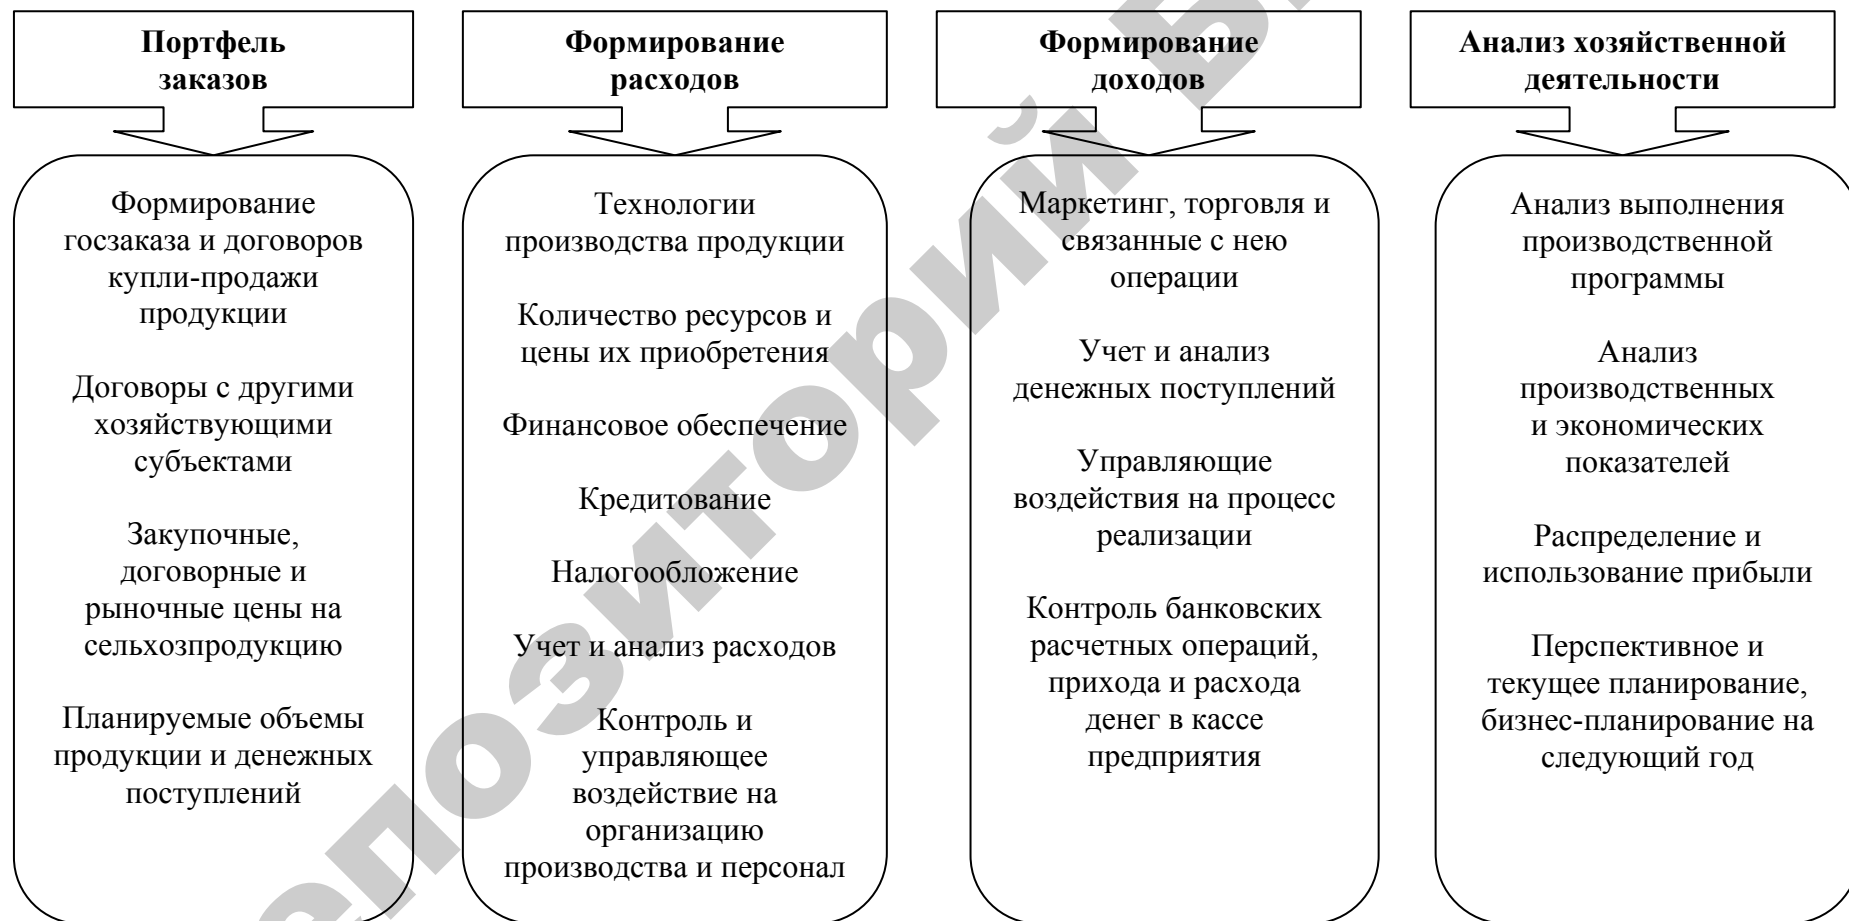 Портфель
заказов
Формирование
госзаказа и договоров
купли-продажи
продукции
Договоры с другими
хозяйствующими
субъектами
Закупочные,
договорные и
рыночные цены на
сельхозпродукцию
Планируемые объемы
продукции и денежных
поступлений
Формирование
расходов
Технологии
производства продукции
Количество ресурсов и
цены их приобретения
Финансовое обеспечение
Кредитование
Налогообложение
Учет и анализ расходов
Контроль и
управляющее
воздействие на
организацию
производства и персонал
Формирование
доходов
Маркетинг, торговля и
связанные с нею
операции
Учет и анализ
денежных поступлений
Управляющие
воздействия на процесс
реализации
Контроль банковских
расчетных операций,
прихода и расхода
денег в кассе
предприятия
Анализ хозяйственной
деятельности
Анализ выполнения
производственной
программы
Анализ
производственных
и экономических
показателей
Распределение и
использование прибыли
Перспективное и
текущее планирование,
бизнес-планирование на
следующий год